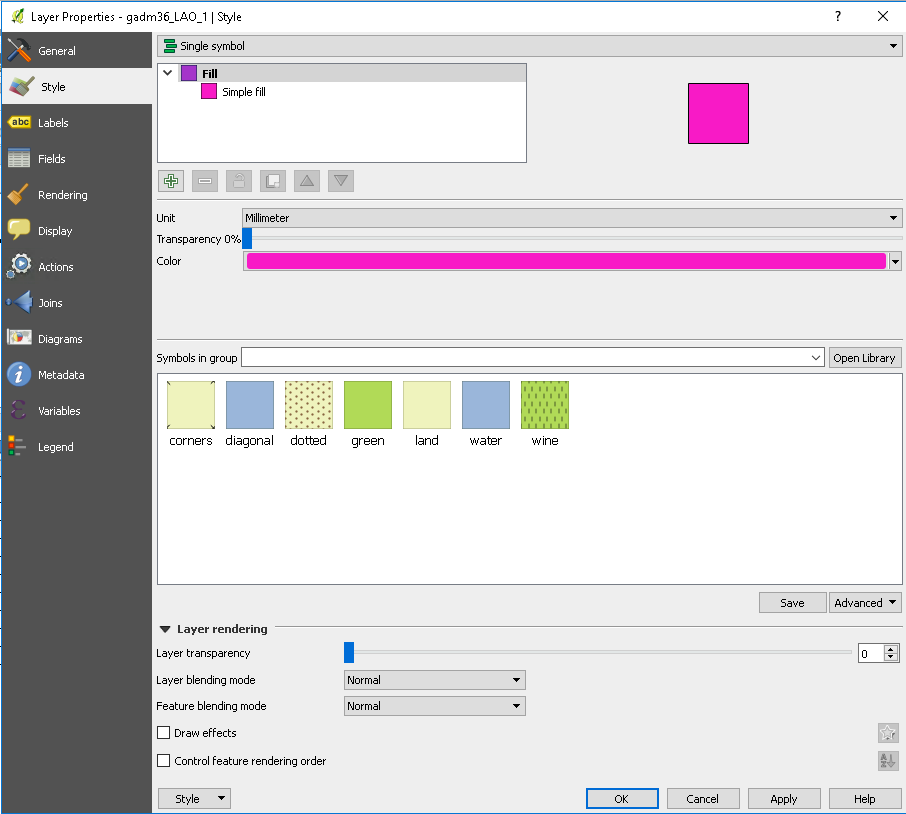 Layer Properties - gadm36_LAO_1 | Style
?
General
Style
abc
Labels
Fields
Rendering
Display
Actions
Joins
Diagrams
Metadata
Variables
Legend
Single symbol
Fill
Simple fill
Unit
Millimeter
Transparency 0%
Color
Symbols in group
Open Library
corners
diagonal
dotted
green
land
water
wine
Save
Advanced
Layer rendering
Layer transparency
0
Layer blending mode
Normal
Feature blending mode
Normal
Draw effects
Control feature rendering order
Style
OK
Cancel
Apply
Help